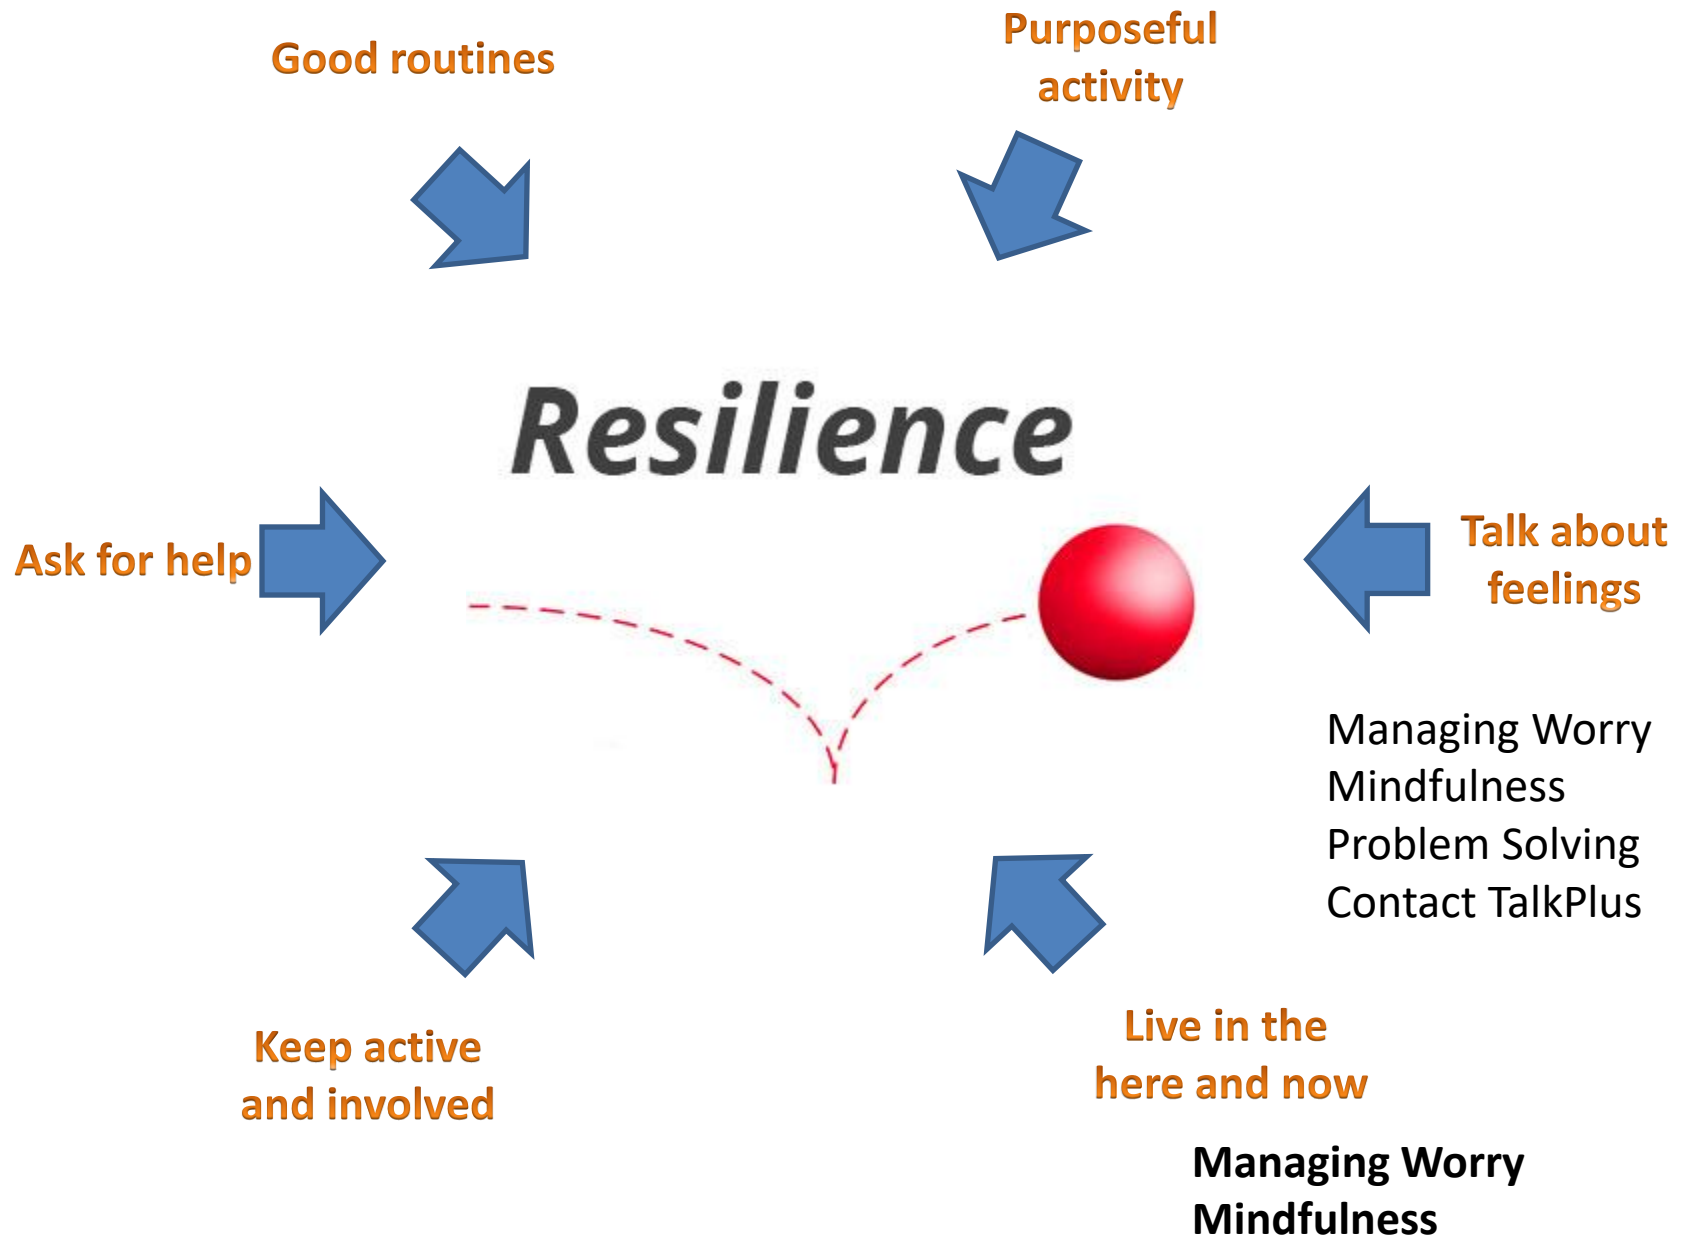 Good routines
Purposeful
activity
Resilience
Ask for help
Talk about
feelings
Managing Worry
Mindfulness
Problem Solving
Contact TalkPlus
Keep active
and involved
Live in the
here and now
Managing Worry
Mindfulness